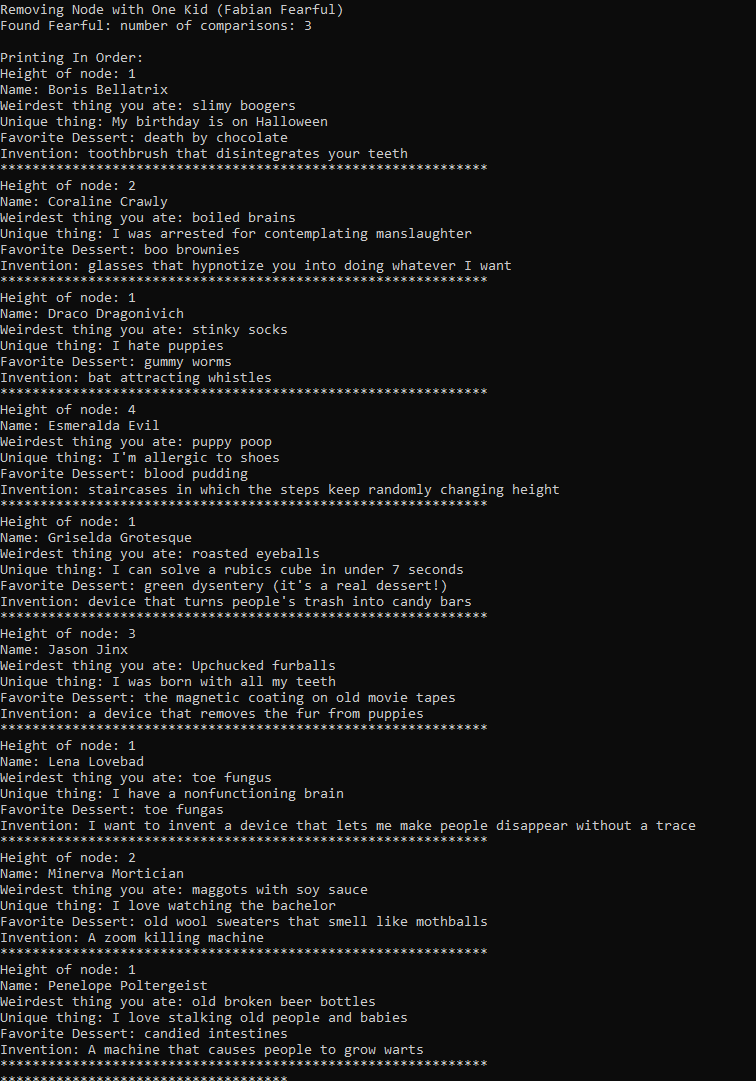 Removing Node with One Kid (Fabian Fearful)
Found Fearful: number of comparisons: 3
Printing In Order:
Height of node: 1
Name: Boris Bellatrix
Weirdest thing you ate: slimy boogers
Unique thing: My birthday is on Halloween
Favorite Dessert: death by chocolate
Invention: toothbrush that disintegrates your teeth
*************************************************************
Height of node: 2
Name: Coraline Crawly
Weirdest thing you ate: boiled brains
Unique thing: I was arrested for contemplating manslaughter
Favorite Dessert: boo brownies
Invention: glasses that hypnotize you into doing whatever I want
*************************************************************
Height of node: 1
Name: Draco Dragonivich
Weirdest thing you ate: stinky socks
Unique thing: I hate puppies
Favorite Dessert: gummy worms
Invention: bat attracting whistles
*************************************************************
Height of node: 4
Name: Esmeralda Evil
Weirdest thing you ate: puppy poop
Unique thing: I'm allergic to shoes
Favorite Dessert: blood pudding
Invention: staircases in which the steps keep randomly changing height
*************************************************************
Height of node: 1
Name: Griselda Grotesque
Weirdest thing you ate: roasted eyeballs
Unique thing: I can solve a rubics cube in under 7 seconds
Favorite Dessert: green dysentery (it's a real dessert!)
Invention: device that turns people's trash into candy bars
*************************************************************
Height of node: 3
Name: Jason Jinx
Weirdest thing you ate: Upchucked furballs
Unique thing: I was born with all my teeth
Favorite Dessert: the magnetic coating on old movie tapes
Invention: a device that removes the fur from puppies
*************************************************************
Height of node: 1
Name: Lena Lovebad
Weirdest thing you ate: toe fungus
Unique thing: I have a nonfunctioning brain
Favorite Dessert: toe fungas
Invention: I want to invent a device that lets me make people disappear without a trace
*************************************************************
Height of node: 2
Name: Minerva Mortician
Weirdest thing you ate: maggots with soy sauce
Unique thing: I love watching the bachelor
Favorite Dessert: old wool sweaters that smell like mothballs
Invention: A zoom killing machine
*************************************************************
Height of node: 1
Name: Penelope Poltergeist
Weirdest thing you ate: old broken beer bottles
Unique thing: I love stalking old people and babies
Favorite Dessert: candied intestines
Invention: A machine that causes people to grow warts
*************************************************************
************************************